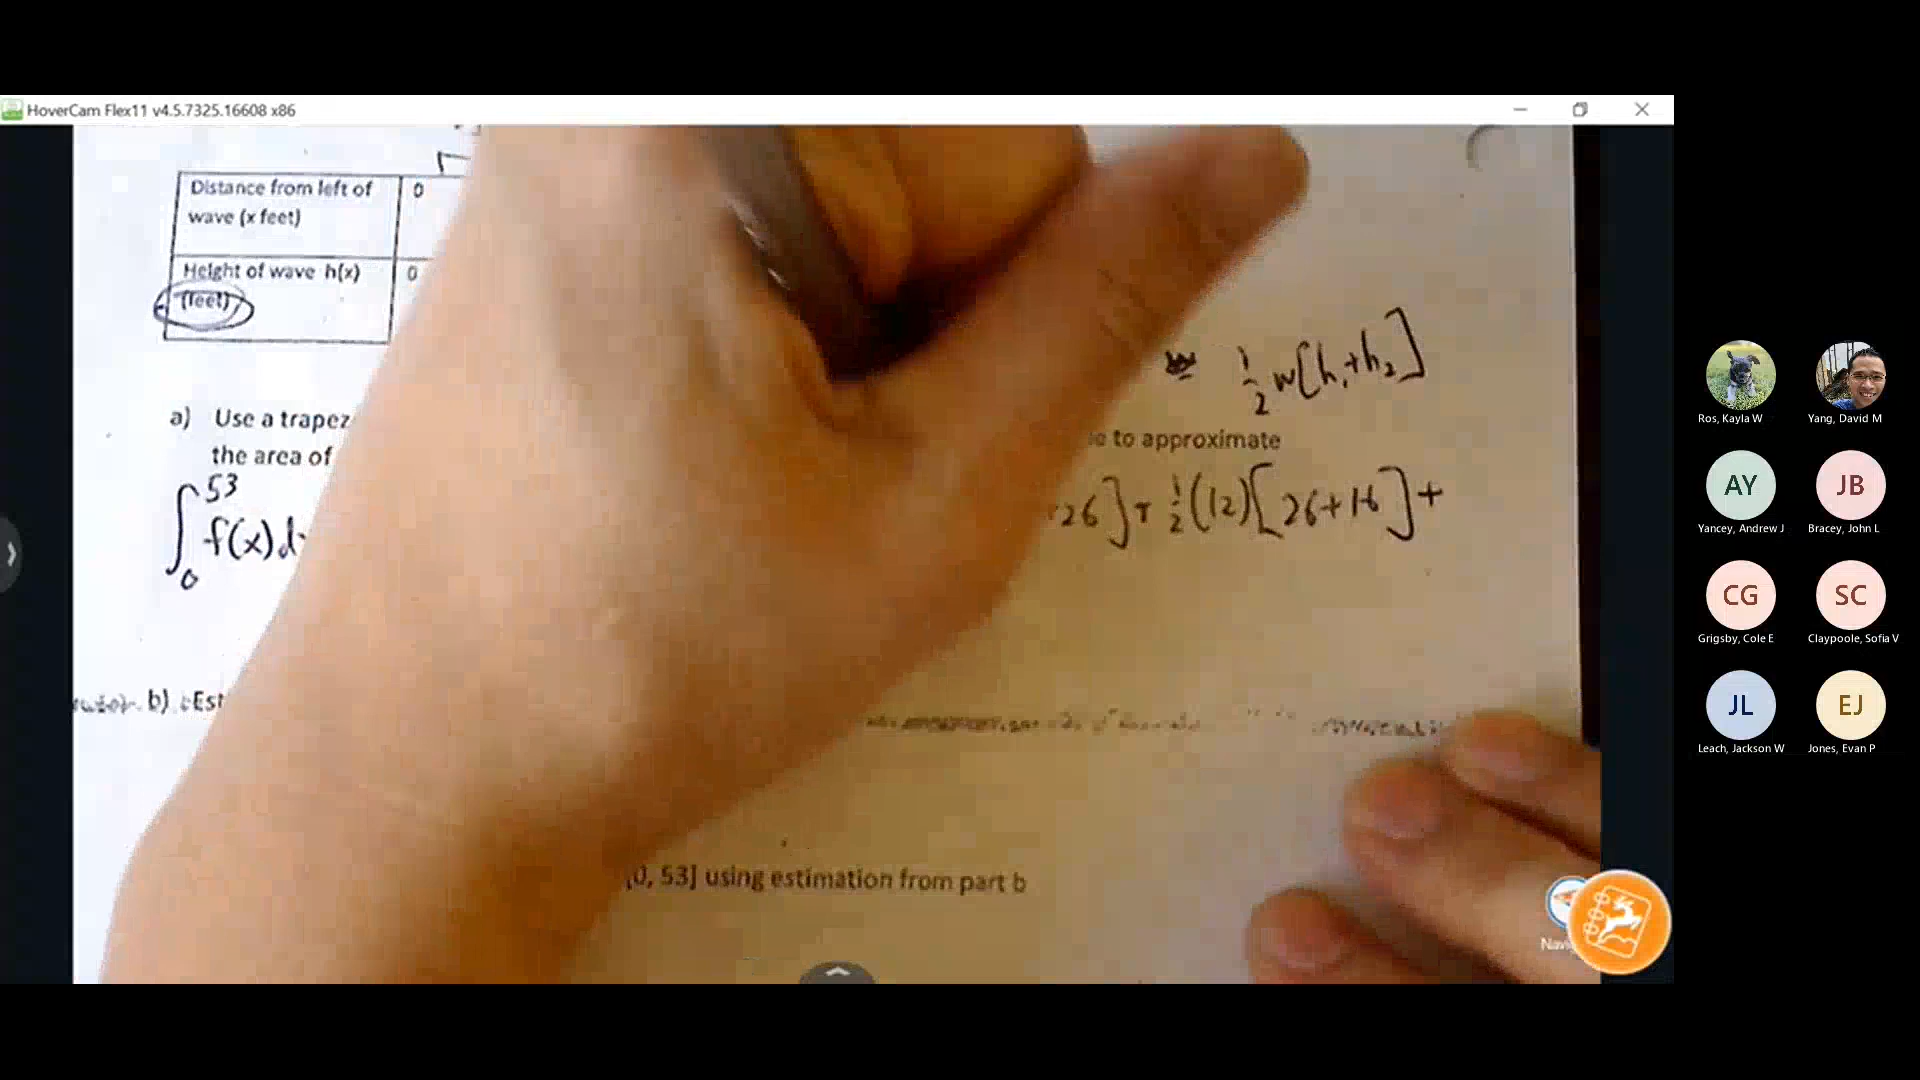 HoverCam Flex11 v4.5.7325.16608 x86
Distance from left of 0
wave (x feet)
Height of wave h(x) 0
(feet)
1/2 w[h₁+h₂]
a) Use a trapez
to approximate
the area of
∫₀⁵³ f(x)d
26] + 1/2 (12)[26+16] +
b) Est
[0, 53] using estimation from part b
Ros, Kayla W
Yang, David M
AY
JB
Yancey, Andrew J
Bracey, John L
CG
SC
Grigsby, Cole E
Claypoole, Sofia V
JL
EJ
Leach, Jackson W
Jones, Evan P